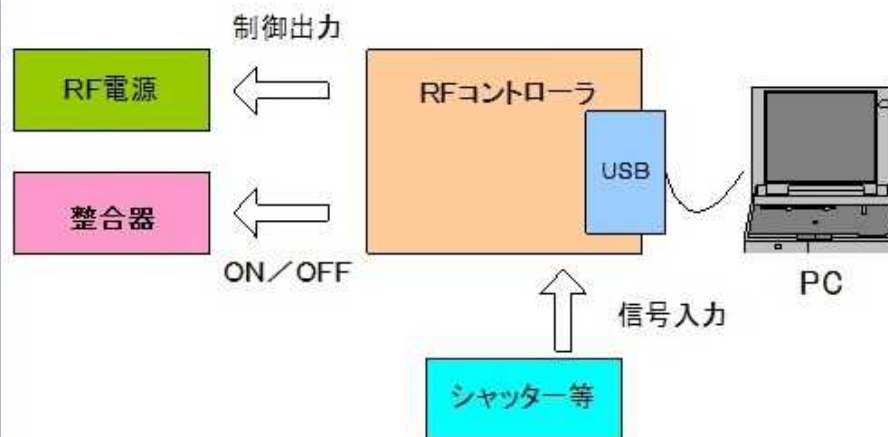 制御出力
RF電源
RFコントローラ
USB
整合器
ON／OFF
PC
信号入力
シャッター等